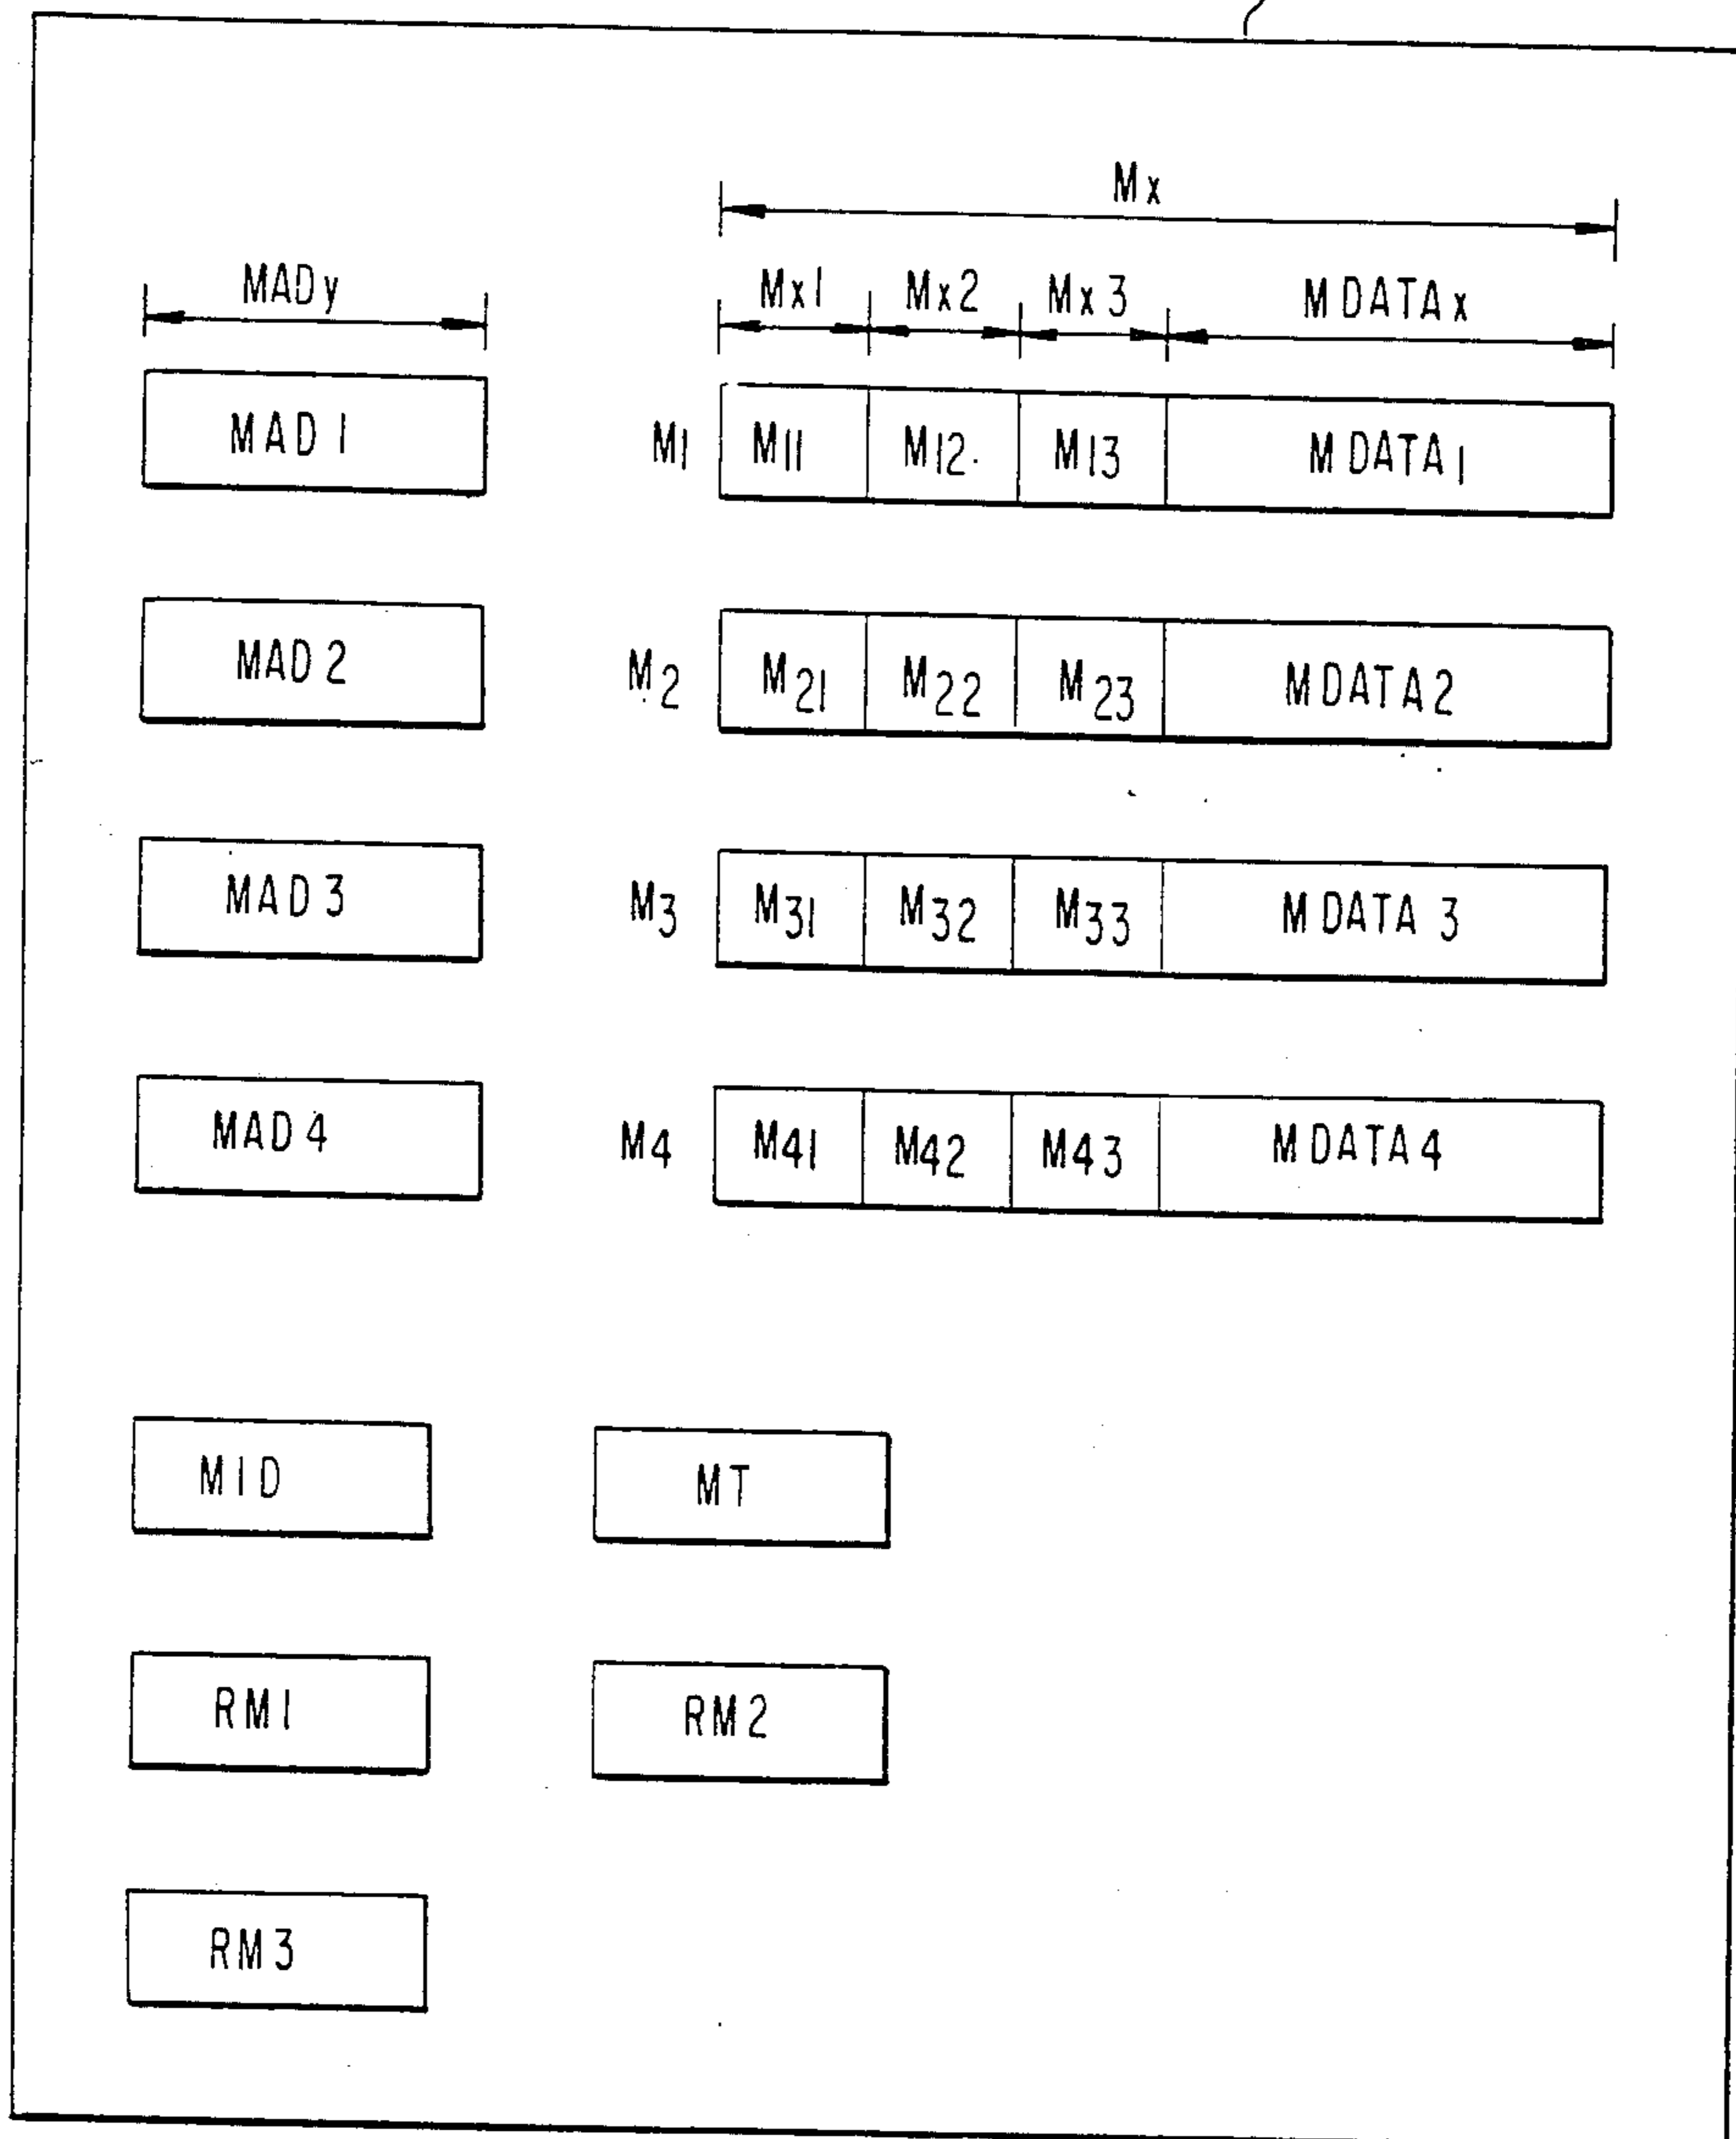 Mx
MADy Mx1 Mx2 Mx3 MDATAx
MAD1 M1 M11 M12 M13 MDATA1
MAD2 M2 M21 M22 M23 MDATA2
MAD3 M3 M31 M32 M33 MDATA3
MAD4 M4 M41 M42 M43 MDATA4
MID MT
RM1 RM2
RM3